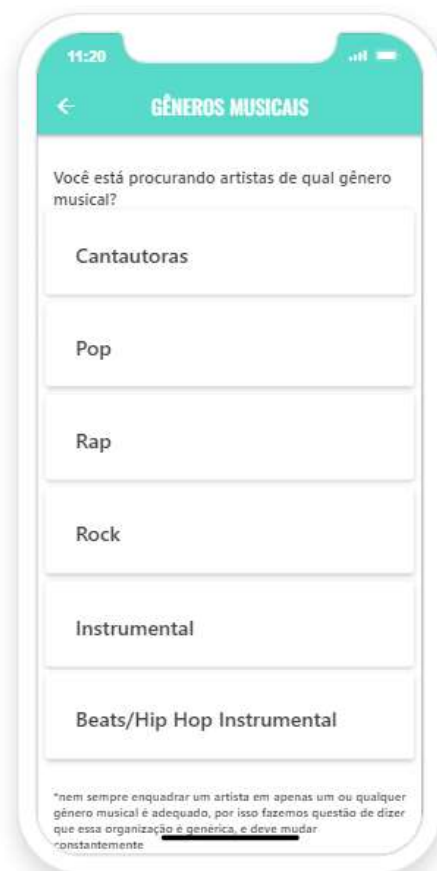 11:20
GÊNEROS MUSICAIS
Você está procurando artistas de qual gênero
musical?
Cantautoras
Pop
Rap
Rock
Instrumental
Beats/Hip Hop Instrumental
*nem sempre enquadrar um artista em apenas um ou qualquer
gênero musical é adequado, por isso fazemos questão de dizer
que essa organização é genérica, e deve mudar
constantemente